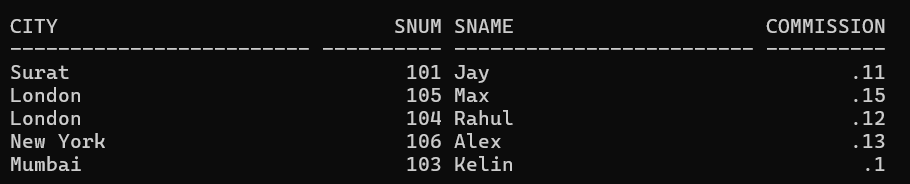 CITY                            SNUM SNAME                     COMMISSION
------------------------- ---------- ------------------------- ----------
Surat                            101 Jay                              .11
London                           105 Max                              .15
London                           104 Rahul                            .12
New York                         106 Alex                             .13
Mumbai                           103 Kelin                             .1